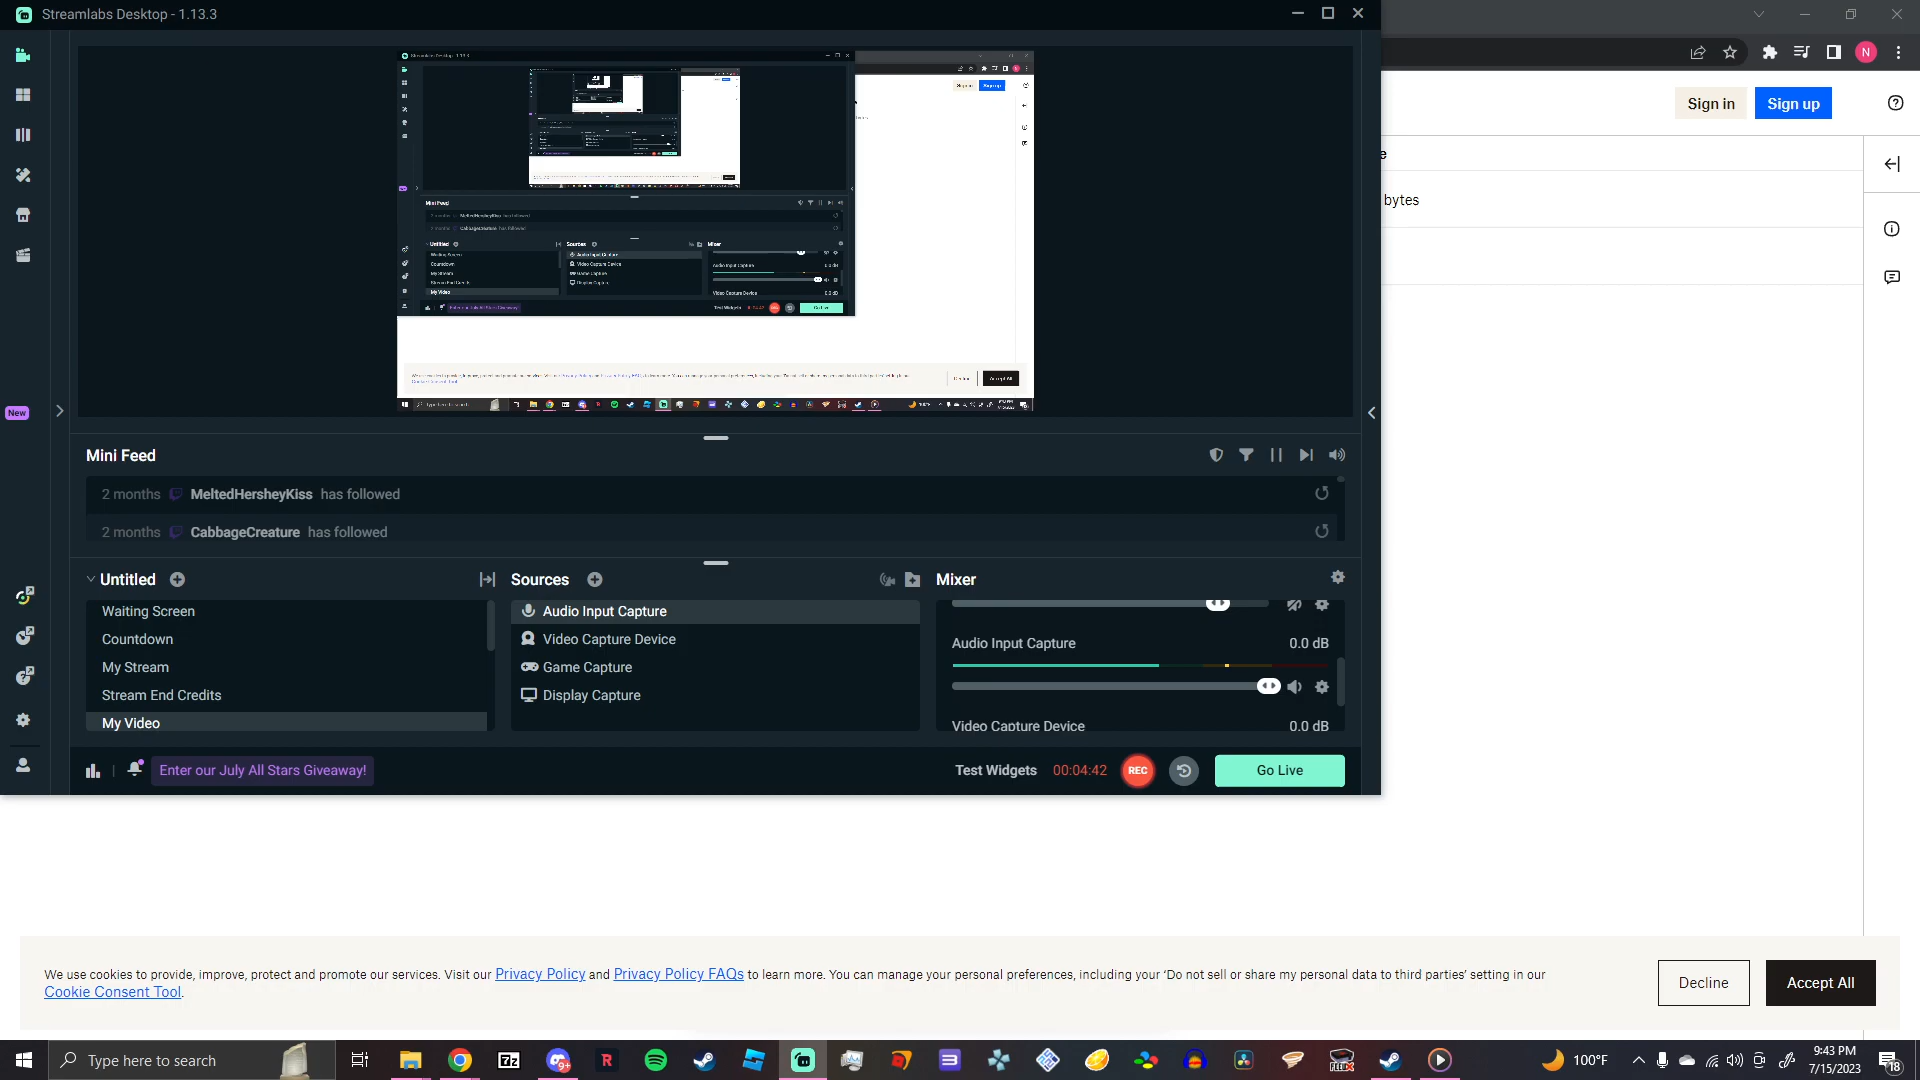 Streamlabs Desktop - 1.13.3
Sign in
Sign up
e
bytes
New
Mini Feed
2 months MeltedHersheyKiss has followed
2 months CabbageCreature has followed
Untitled
Waiting Screen
Countdown
My Stream
Stream End Credits
My Video
Sources
Audio Input Capture
Video Capture Device
Game Capture
Display Capture
Mixer
Audio Input Capture 0.0 dB
Video Capture Device 0.0 dB
Enter our July All Stars Giveaway!
Test Widgets 00:04:42 REC Go Live
We use cookies to provide, improve, protect and promote our services. Visit our Privacy Policy and Privacy Policy FAQs to learn more. You can manage your personal preferences, including your ‘Do not sell or share my personal data to third parties’ setting in our
Cookie Consent Tool.
Decline
Accept All
Type here to search
100°F
9:43 PM
7/15/2023
18